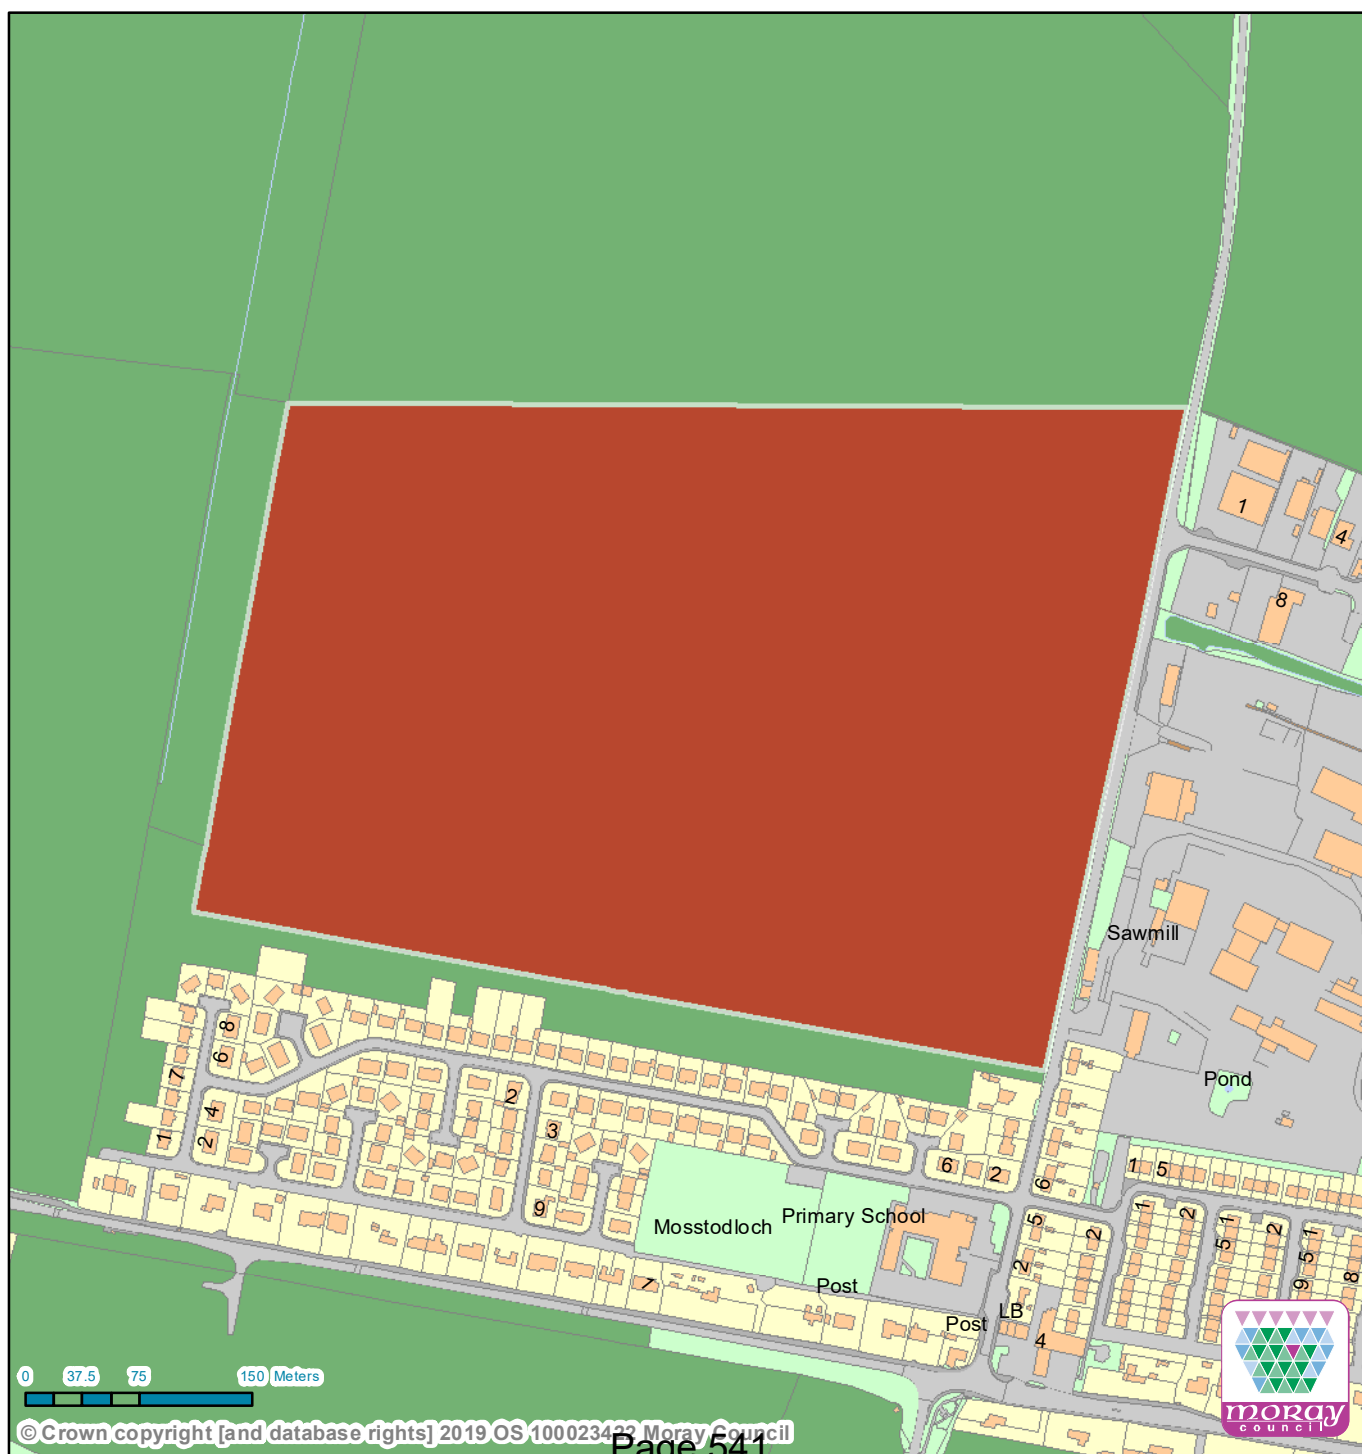 1
4
8
Sawmill
Pond
8
6
7
4
2
1
2
3
9
7
6
2
6
1 5
Mosstodloch
Primary School
Post
Post
LB
5
2
2
4
1
2
1
5
2
1
5
9
8
0 37.5 75 150 Meters
© Crown copyright [and database rights] 2019 OS 100023422 Moray Council
Page 541
moray
council